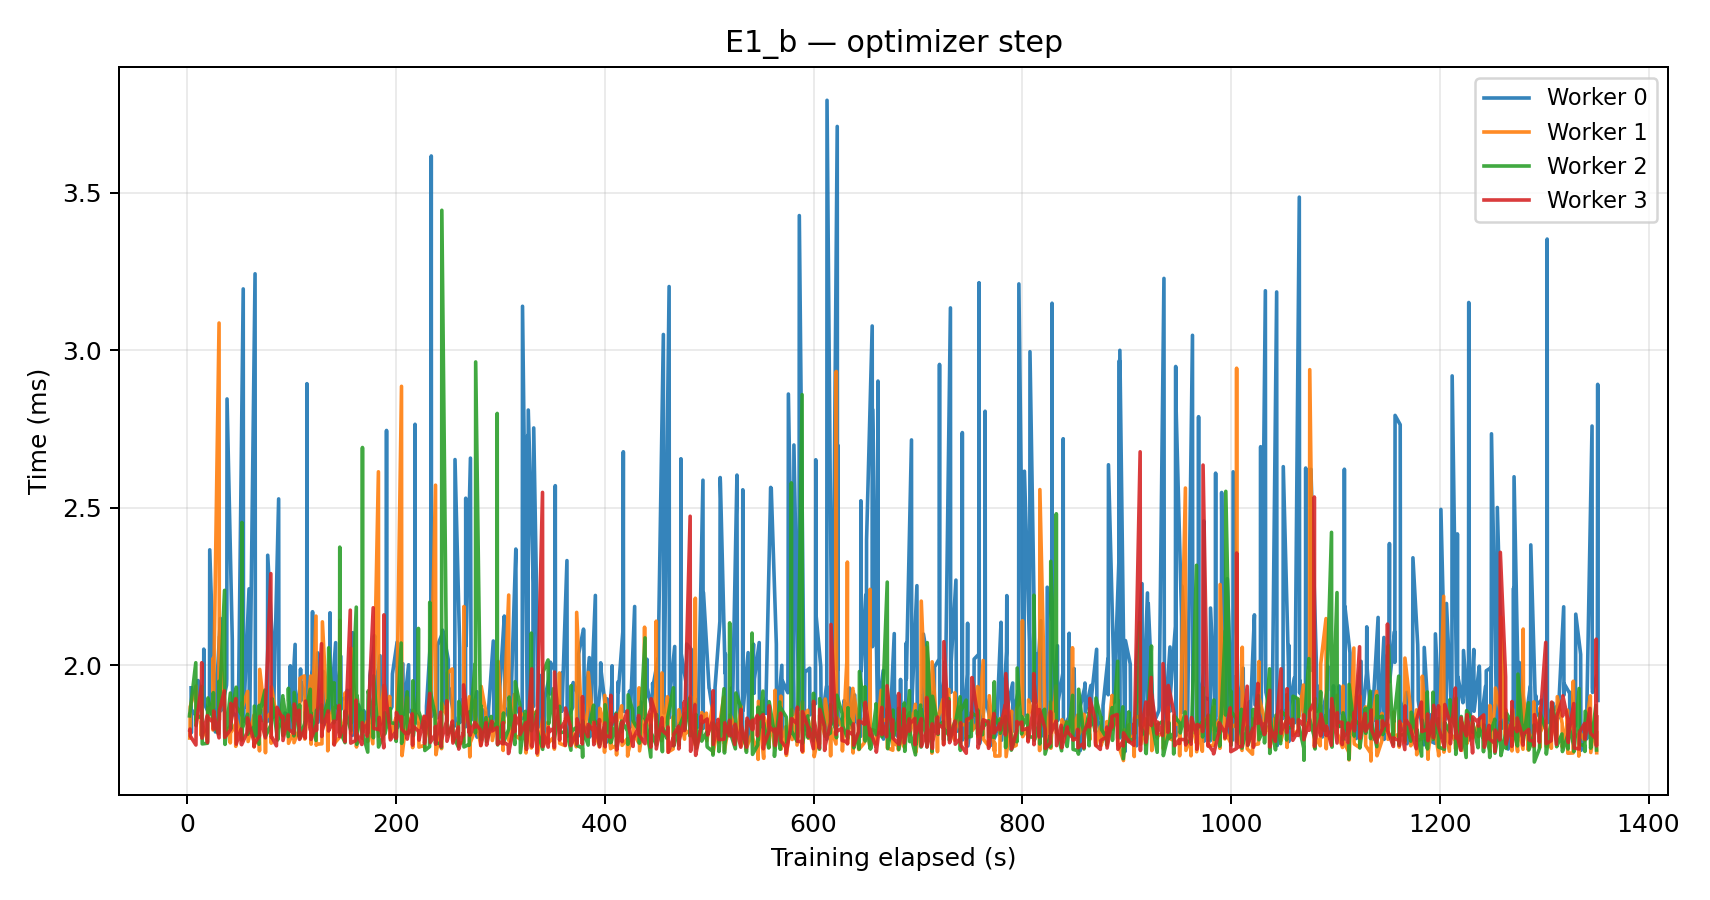 E1_b — optimizer step
Worker 0
Worker 1
Worker 2
Worker 3
3.5
3.0
2.5
2.0
Time (ms)
0 200 400 600 800 1000 1200 1400
Training elapsed (s)